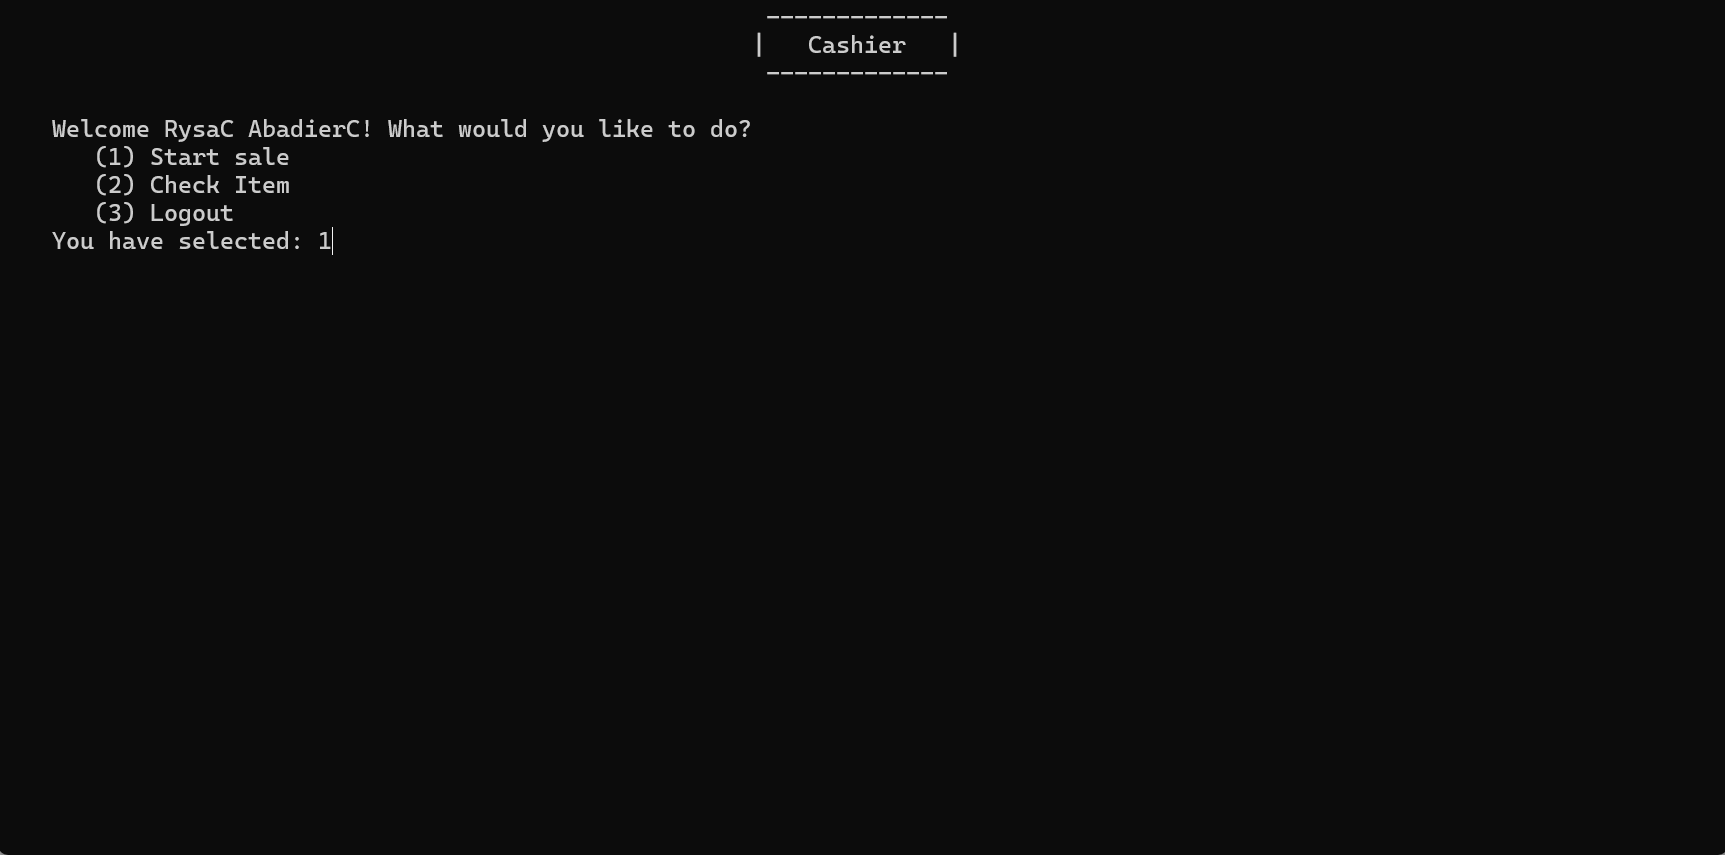 -------------
| Cashier |
-------------
Welcome RysaC AbadierC! What would you like to do?
(1) Start sale
(2) Check Item
(3) Logout
You have selected: 1